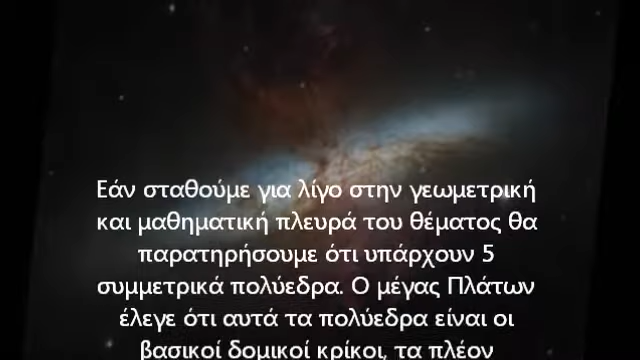 Εάν σταθούμε για λίγο στην γεωμετρική
και μαθηματική πλευρά του θέματος θα
παρατηρήσουμε ότι υπάρχουν 5
συμμετρικά πολύεδρα. Ο μέγας Πλάτων
έλεγε ότι αυτά τα πολύεδρα είναι οι
βασικοί δομικοί κρίκοι, τα πλέον